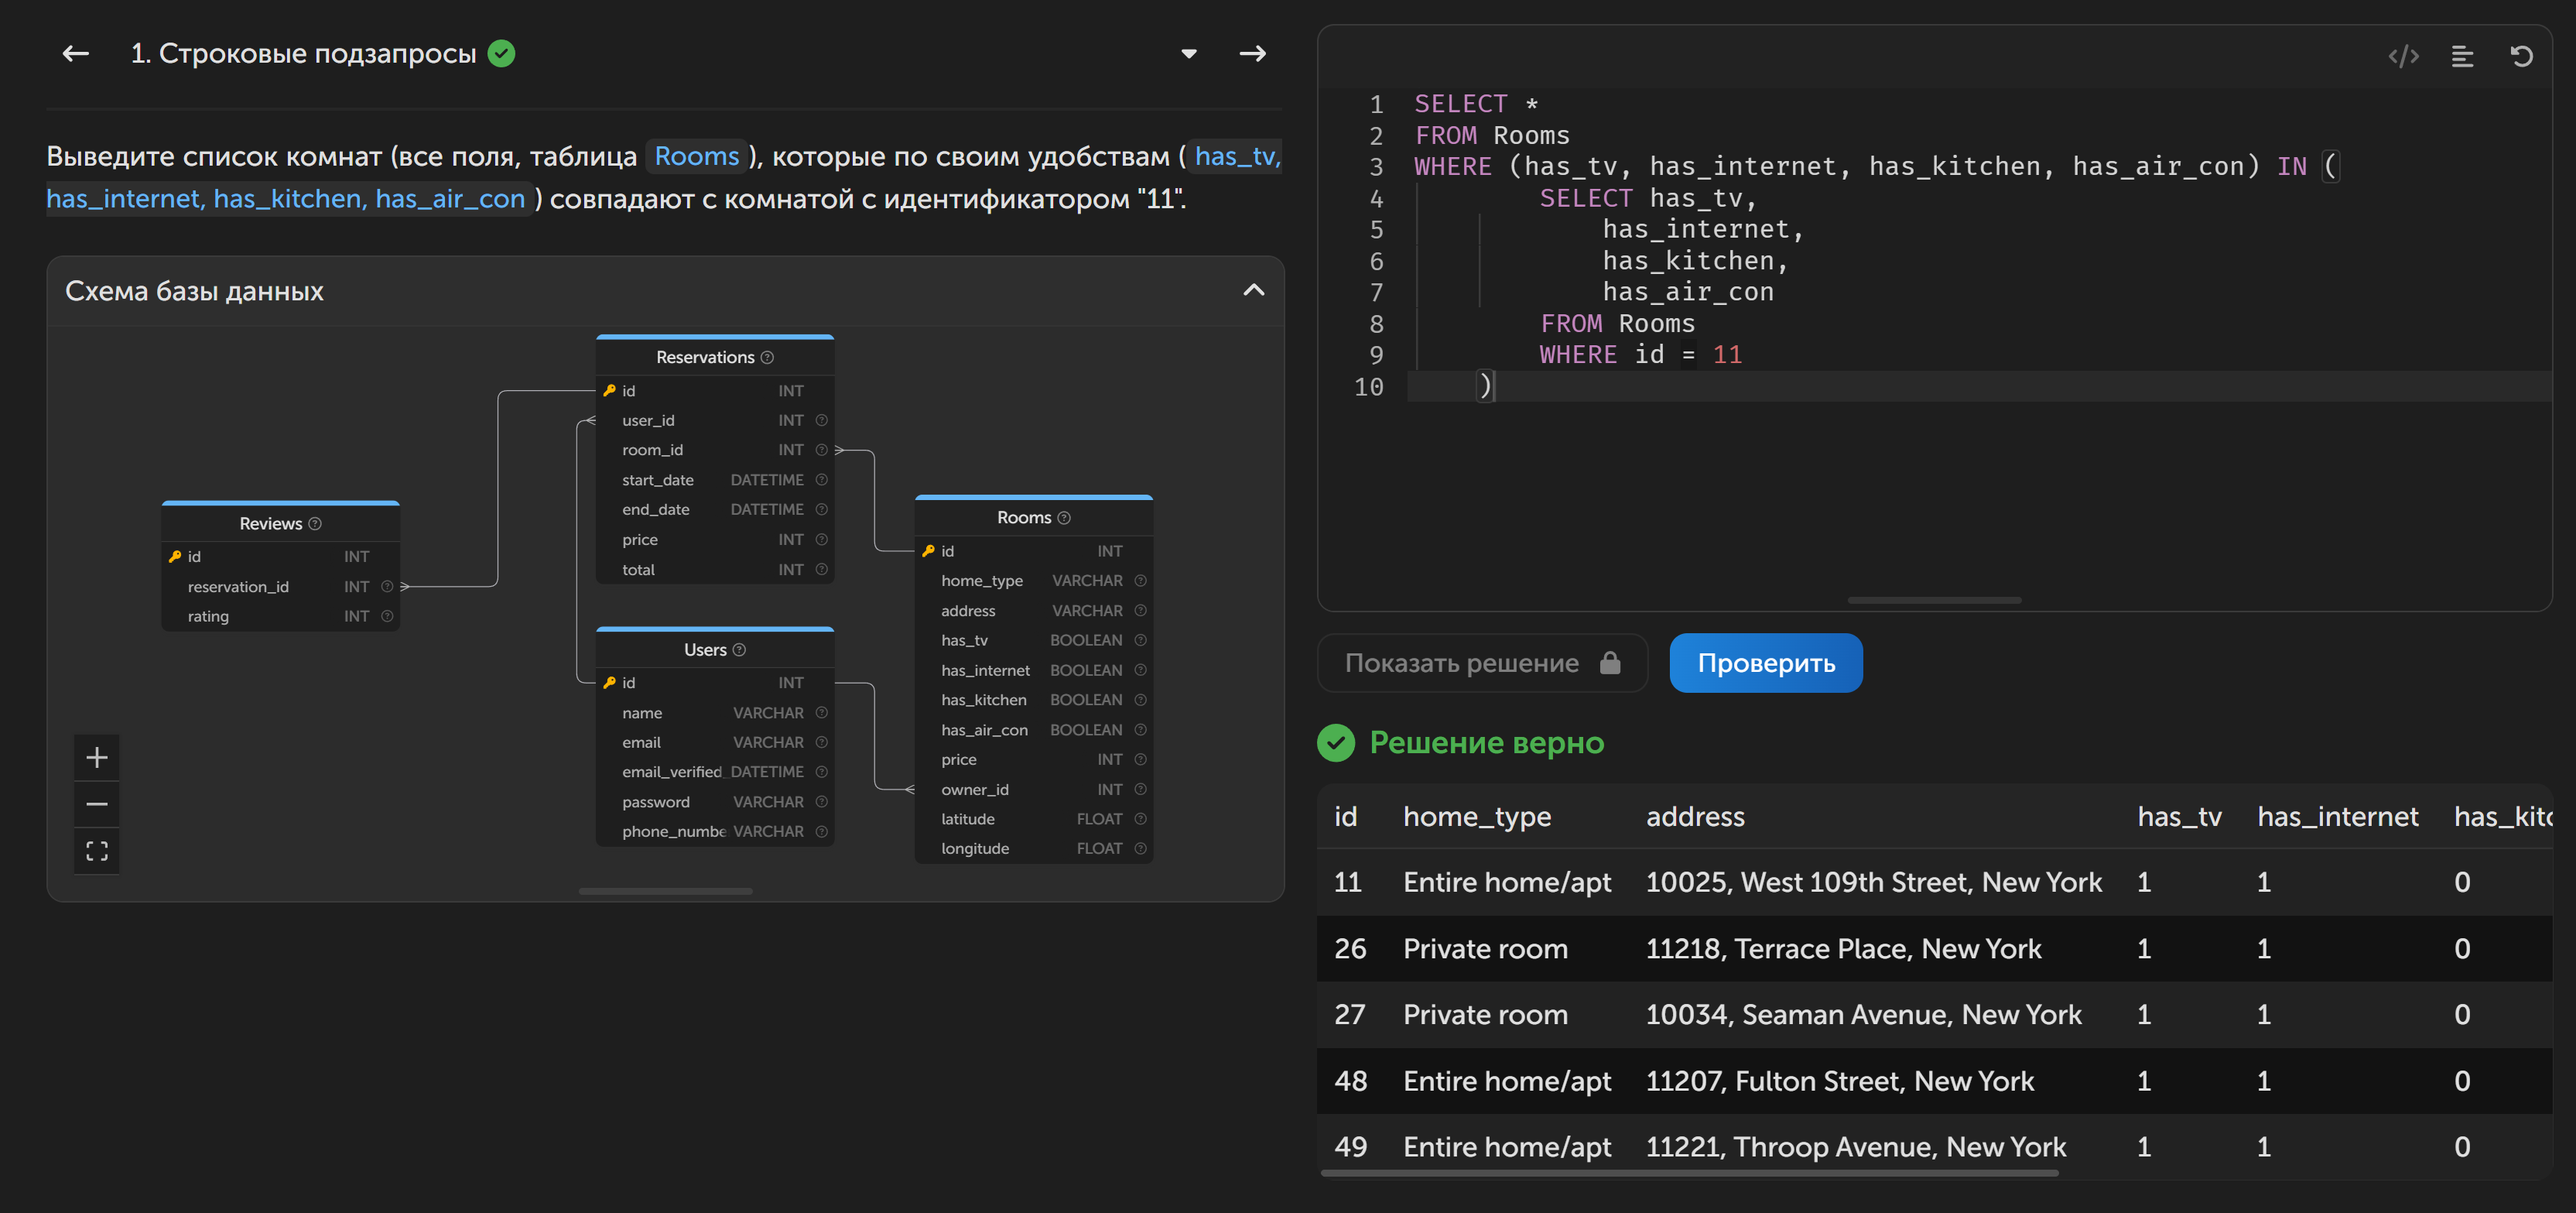 1. Строковые подзапросы
Выведите список комнат (все поля, таблица Rooms), которые по своим удобствам (has_tv,
has_internet, has_kitchen, has_air_con) совпадают с комнатой с идентификатором "11".
Схема базы данных
Reservations
id INT
user_id INT
room_id INT
start_date DATETIME
end_date DATETIME
price INT
total INT
Reviews
id INT
reservation_id INT
rating INT
Users
id INT
name VARCHAR
email VARCHAR
email_verified_ DATETIME
password VARCHAR
phone_numbe VARCHAR
Rooms
id INT
home_type VARCHAR
address VARCHAR
has_tv BOOLEAN
has_internet BOOLEAN
has_kitchen BOOLEAN
has_air_con BOOLEAN
price INT
owner_id INT
latitude FLOAT
longitude FLOAT
1 SELECT *
2 FROM Rooms
3 WHERE (has_tv, has_internet, has_kitchen, has_air_con) IN (
4 SELECT has_tv,
5 has_internet,
6 has_kitchen,
7 has_air_con
8 FROM Rooms
9 WHERE id = 11
10 )
Показать решение
Проверить
Решение верно
id home_type address has_tv has_internet has_kitc
11 Entire home/apt 10025, West 109th Street, New York 1 1 0
26 Private room 11218, Terrace Place, New York 1 1 0
27 Private room 10034, Seaman Avenue, New York 1 1 0
48 Entire home/apt 11207, Fulton Street, New York 1 1 0
49 Entire home/apt 11221, Throop Avenue, New York 1 1 0